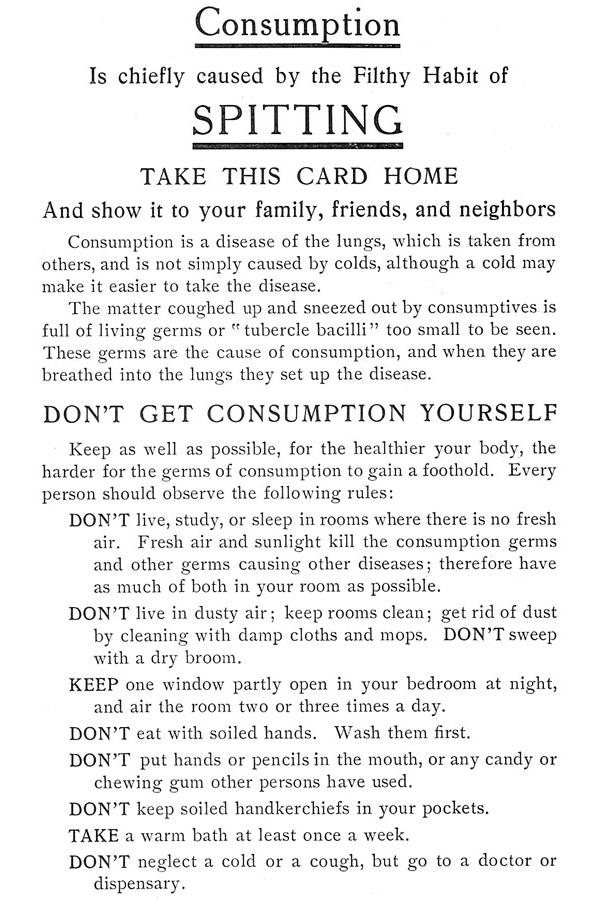 Consumption
Is chiefly caused by the Filthy Habit of
SPITTING
TAKE THIS CARD HOME
And show it to your family, friends, and neighbors
Consumption is a disease of the lungs, which is taken from
others, and is not simply caused by colds, although a cold may
make it easier to take the disease.
The matter coughed up and sneezed out by consumptives is
full of living germs or “tubercle bacilli” too small to be seen.
These germs are the cause of consumption, and when they are
breathed into the lungs they set up the disease.
DON'T GET CONSUMPTION YOURSELF
Keep as well as possible, for the healthier your body, the
harder for the germs of consumption to gain a foothold. Every
person should observe the following rules:
DON'T live, study, or sleep in rooms where there is no fresh
air. Fresh air and sunlight kill the consumption germs
and other germs causing other diseases; therefore have
as much of both in your room as possible.
DON'T live in dusty air; keep rooms clean; get rid of dust
by cleaning with damp cloths and mops. DON'T sweep
with a dry broom.
KEEP one window partly open in your bedroom at night,
and air the room two or three times a day.
DON'T eat with soiled hands. Wash them first.
DON'T put hands or pencils in the mouth, or any candy or
chewing gum other persons have used.
DON'T keep soiled handkerchiefs in your pockets.
TAKE a warm bath at least once a week.
DON'T neglect a cold or a cough, but go to a doctor or
dispensary.